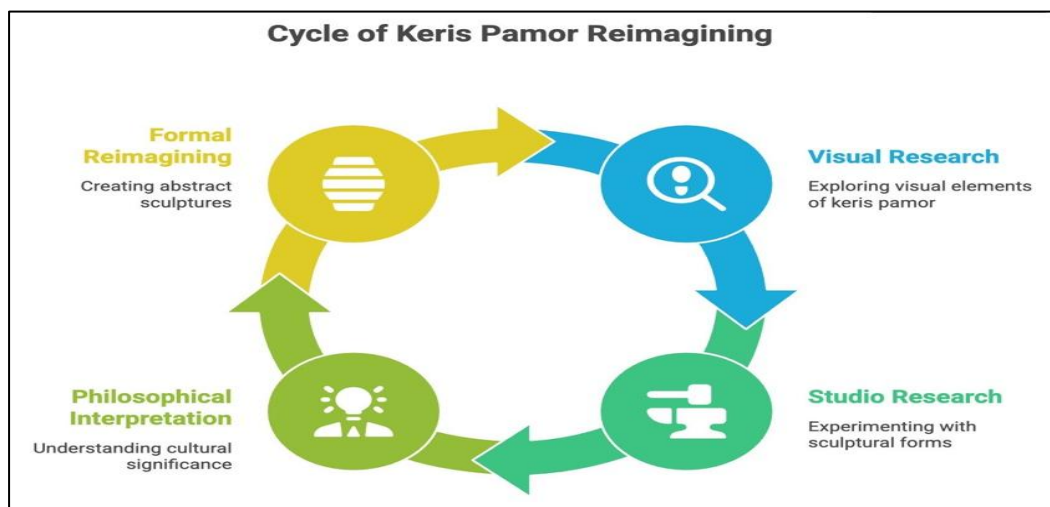 Cycle of Keris Pamor Reimagining
Formal
Reimagining
Creating abstract
sculptures
Visual Research
Exploring visual elements
of keris pamor
Philosophical
Interpretation
Understanding cultural
significance
Studio Research
Experimenting with
sculptural forms